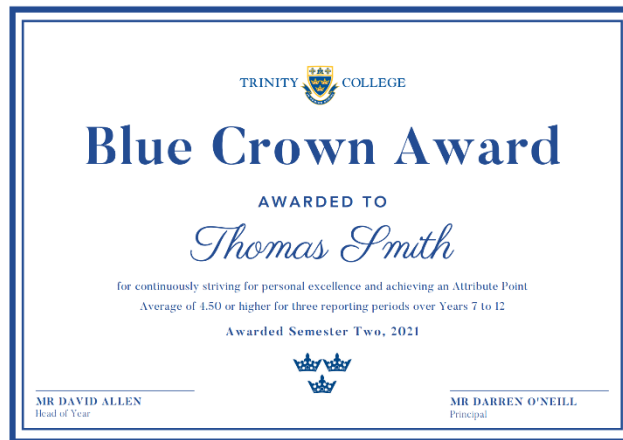 TRINITY COLLEGE
Blue Crown Award
AWARDED TO
Thomas Smith
for continuously striving for personal excellence and achieving an Attribute Point
Average of 4.50 or higher for three reporting periods over Years 7 to 12
Awarded Semester Two, 2021
MR DAVID ALLEN
Head of Year
MR DARREN O'NEILL
Principal